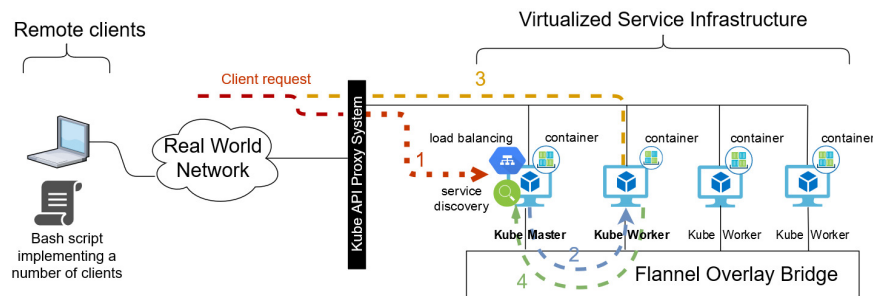 Remote clients
Virtualized Service Infrastructure
Client request
3
Kube API Proxy System
load balancing
container
container
container
container
Real World
Network
1
service
discovery
Bash script
implementing a
number of clients
Kube Master
Kube Worker
Kube Worker
Kube Worker
2
4
Flannel Overlay Bridge